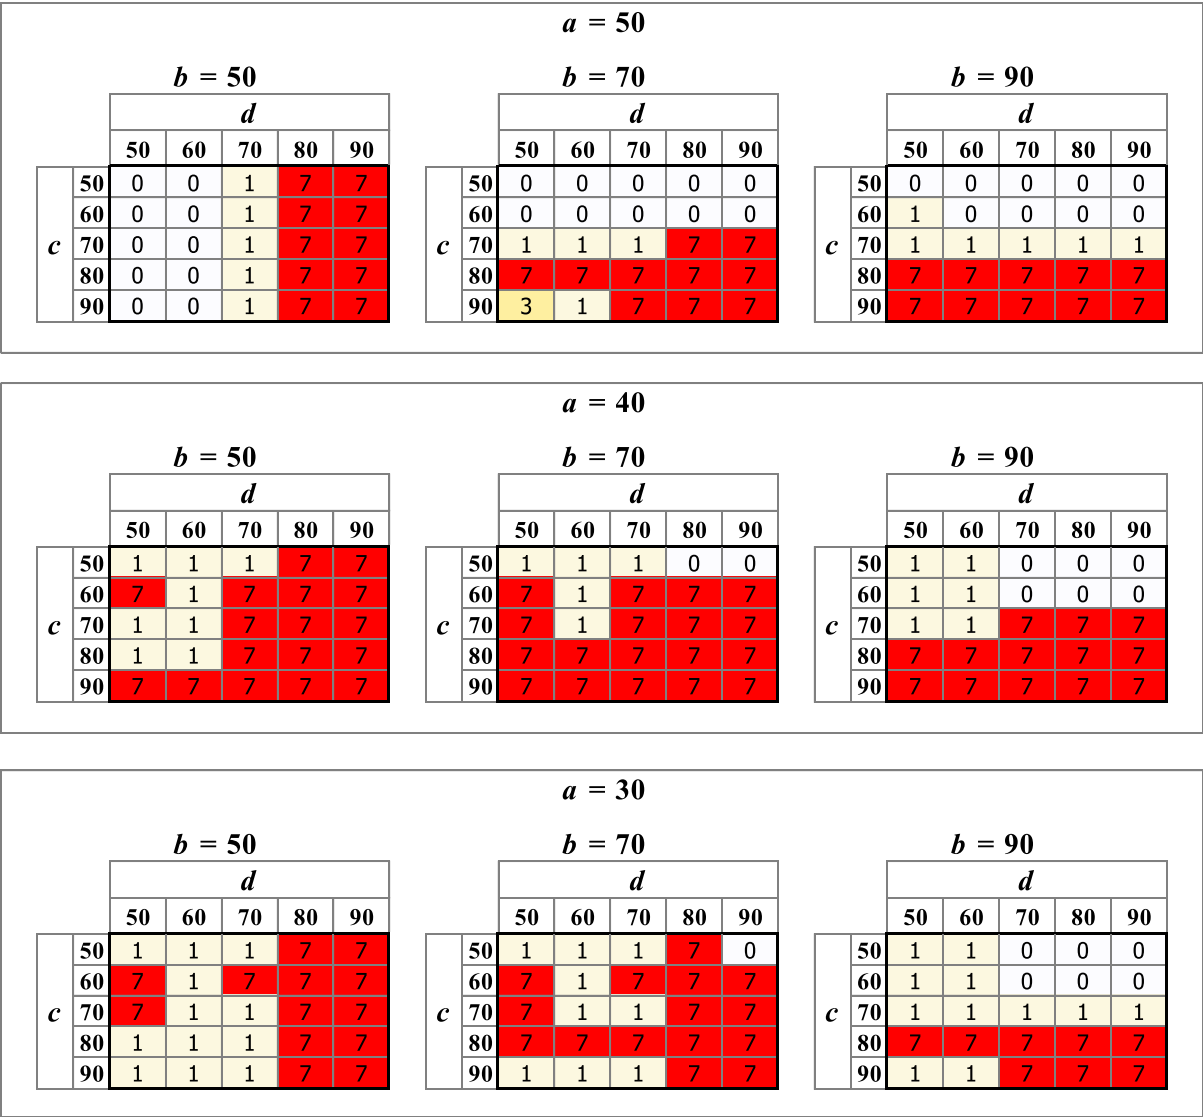 a = 50
b = 50 b = 70 b = 90
d d d
50 60 70 80 90 50 60 70 80 90 50 60 70 80 90
50 0 0 1 7 7 50 0 0 0 0 0 50 0 0 0 0 0
60 0 0 1 7 7 60 0 0 0 0 0 60 1 0 0 0 0
c 70 0 0 1 7 7 c 70 1 1 1 7 7 c 70 1 1 1 1 1
80 0 0 1 7 7 80 7 7 7 7 7 80 7 7 7 7 7
90 0 0 1 7 7 90 3 1 7 7 7 90 7 7 7 7 7
a = 40
b = 50 b = 70 b = 90
d d d
50 60 70 80 90 50 60 70 80 90 50 60 70 80 90
50 1 1 1 7 7 50 1 1 1 0 0 50 1 1 0 0 0
60 7 1 7 7 7 60 7 1 7 7 7 60 1 1 0 0 0
c 70 1 1 7 7 7 c 70 7 1 7 7 7 c 70 1 1 7 7 7
80 1 1 7 7 7 80 7 7 7 7 7 80 7 7 7 7 7
90 7 7 7 7 7 90 7 7 7 7 7 90 7 7 7 7 7
a = 30
b = 50 b = 70 b = 90
d d d
50 60 70 80 90 50 60 70 80 90 50 60 70 80 90
50 1 1 1 7 7 50 1 1 1 7 0 50 1 1 0 0 0
60 7 1 7 7 7 60 7 1 7 7 7 60 1 1 0 0 0
c 70 7 1 1 7 7 c 70 7 1 1 7 7 c 70 1 1 1 1 1
80 1 1 1 7 7 80 7 7 7 7 7 80 7 7 7 7 7
90 1 1 1 7 7 90 1 1 1 7 7 90 1 1 7 7 7